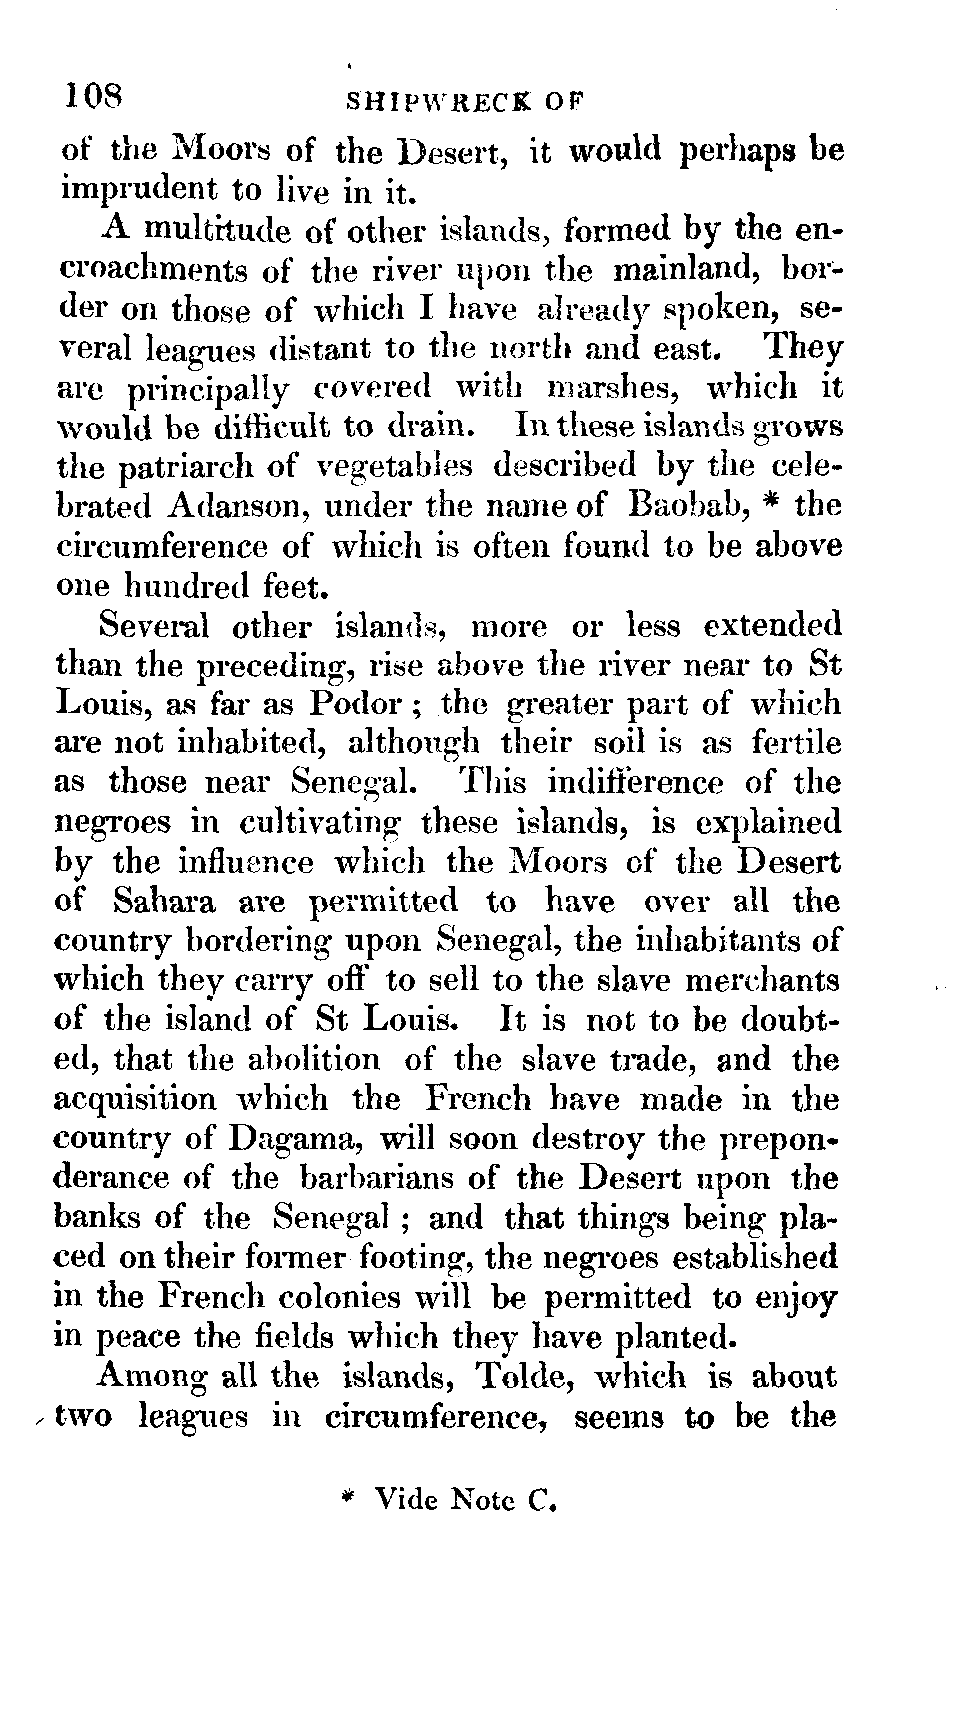 108 SHIPWRECK OF
of the Moors of the Desert, it would perhaps be
imprudent to live in it.
A multitude of other islands, formed by the en-
croachments of the river upon the mainland, bor-
der on those of which I have already spoken, se-
veral leagues distant to the north and east. They
are principally covered with marshes, which it
would be difficult to drain. In these islands grows
the patriarch of vegetables described by the cele-
brated Adanson, under the name of Baobab, * the
circumference of which is often found to be above
one hundred feet.
Several other islands, more or less extended
than the preceding, rise above the river near to St
Louis, as far as Podor ; the greater part of which
are not inhabited, although their soil is as fertile
as those near Senegal. This indifference of the
negroes in cultivating these islands, is explained
by the influence which the Moors of the Desert
of Sahara are permitted to have over all the
country bordering upon Senegal, the inhabitants of
which they carry off to sell to the slave merchants
of the island of St Louis. It is not to be doubt-
ed, that the abolition of the slave trade, and the
acquisition which the French have made in the
country of Dagama, will soon destroy the prepon-
derance of the barbarians of the Desert upon the
banks of the Senegal ; and that things being pla-
ced on their former footing, the negroes established
in the French colonies will be permitted to enjoy
in peace the fields which they have planted.
Among all the islands, Tolde, which is about
two leagues in circumference, seems to be the
* Vide Note C.